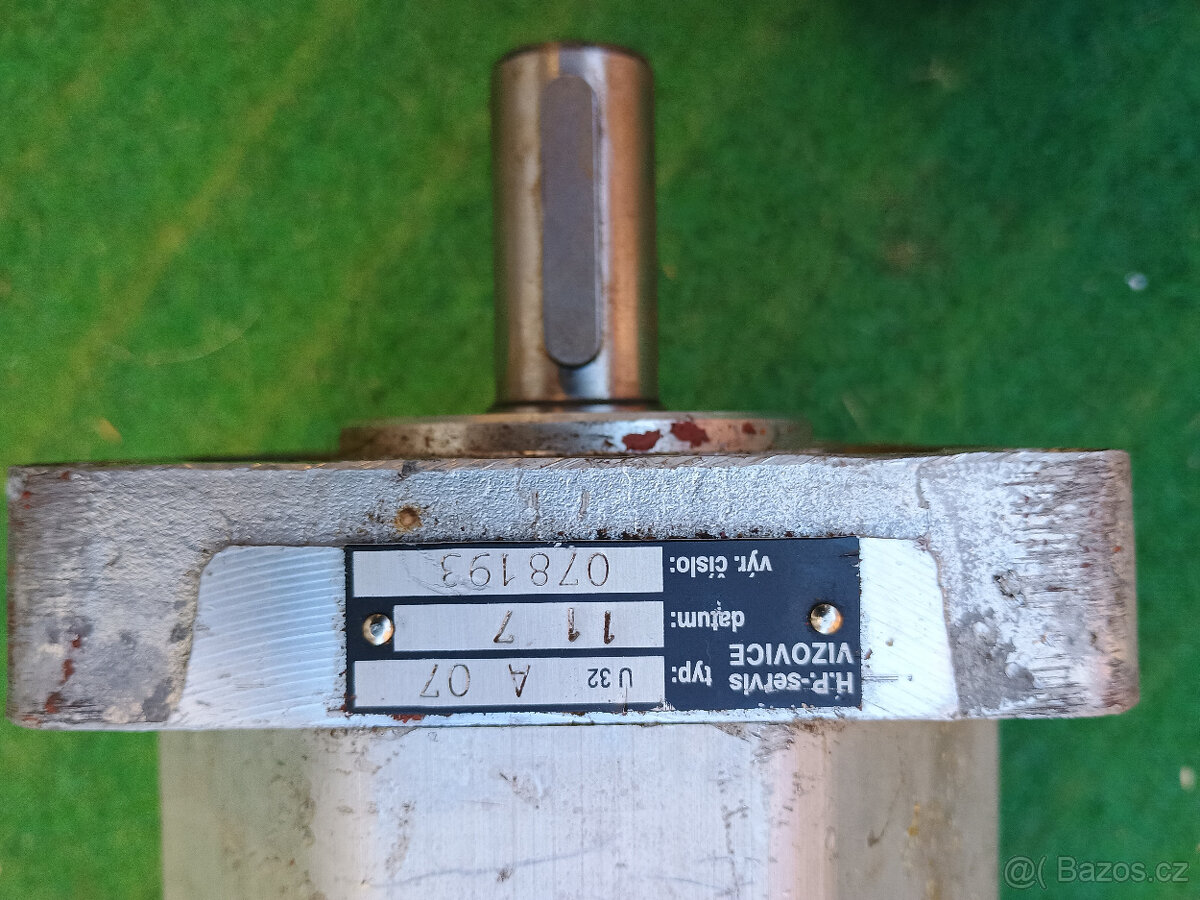 H.P.-servis
VIZOVICE
typ: U 32 A 07
datum: 11 7
výr. číslo: 078193
@( Bazos.cz